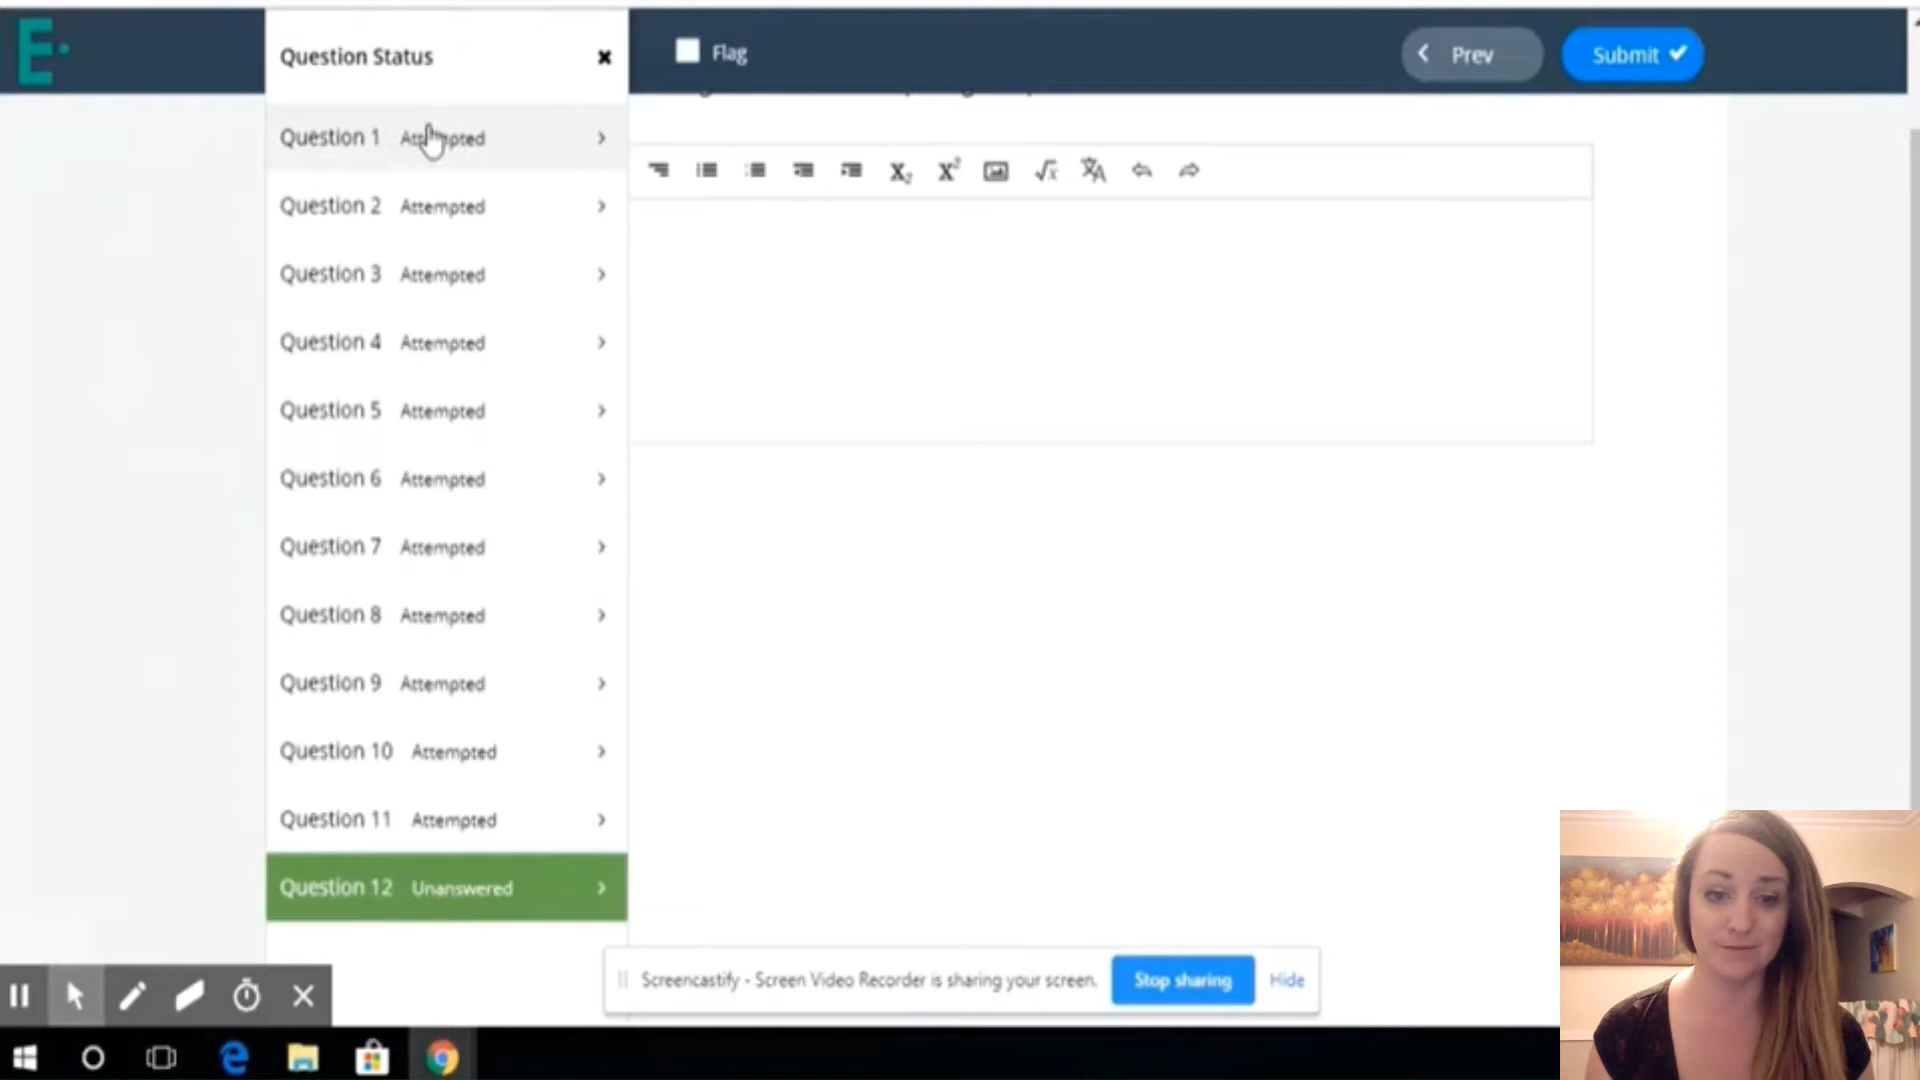 E
Question Status
Flag
Prev
Submit
Question 1 Attempted
Question 2 Attempted
Question 3 Attempted
Question 4 Attempted
Question 5 Attempted
Question 6 Attempted
Question 7 Attempted
Question 8 Attempted
Question 9 Attempted
Question 10 Attempted
Question 11 Attempted
Question 12 Unanswered
X₂ X² √x
Screencastify - Screen Video Recorder is sharing your screen.
Stop sharing
Hide